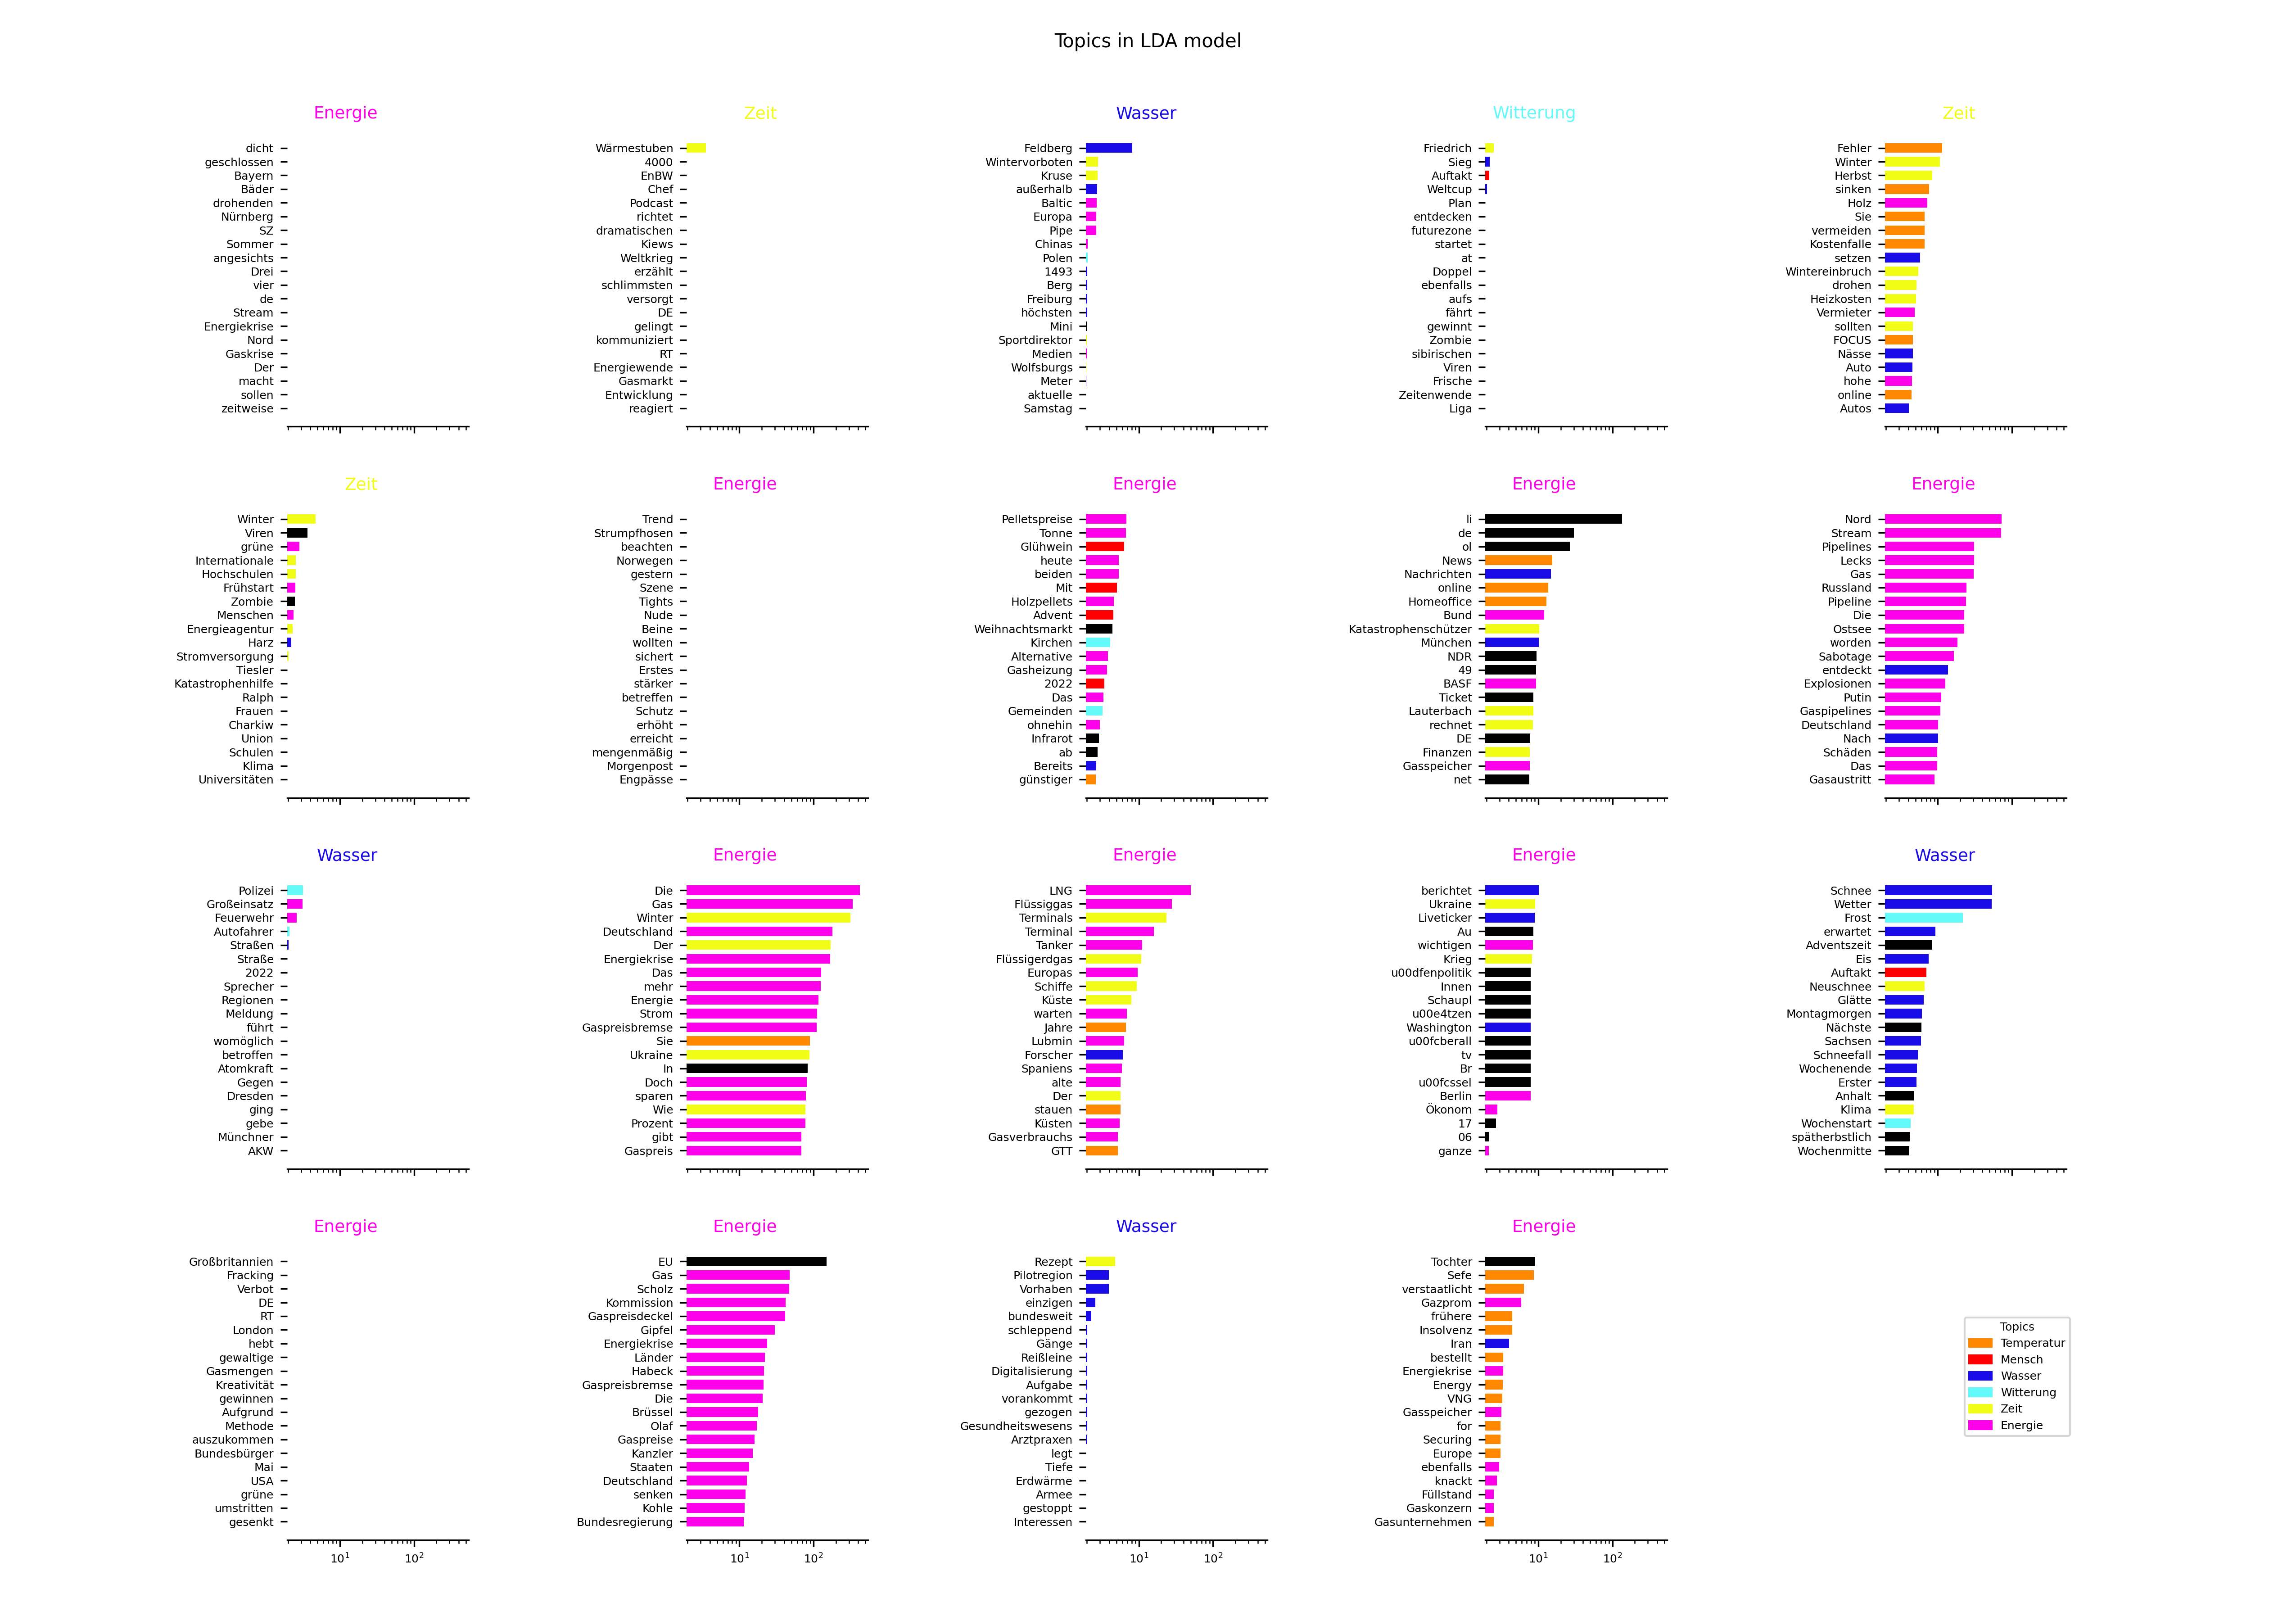 Topics in LDA model
Energie
dicht
geschlossen
Bayern
Bäder
drohenden
Nürnberg
SZ
Sommer
angesichts
Drei
vier
de
Stream
Energiekrise
Nord
Gaskrise
Der
macht
sollen
zeitweise
Zeit
Wärmestuben
4000
EnBW
Chef
Podcast
richtet
dramatischen
Kiews
Weltkrieg
erzählt
schlimmsten
versorgt
DE
gelingt
kommuniziert
RT
Energiewende
Gasmarkt
Entwicklung
reagiert
Wasser
Feldberg
Wintervorboten
Kruse
außerhalb
Baltic
Europa
Pipe
Chinas
Polen
1493
Berg
Freiburg
höchsten
Mini
Sportdirektor
Medien
Wolfsburgs
Meter
aktuelle
Samstag
Witterung
Friedrich
Sieg
Auftakt
Weltcup
Plan
entdecken
futurezone
startet
at
Doppel
ebenfalls
aufs
fährt
gewinnt
Zombie
sibirischen
Viren
Frische
Zeitenwende
Liga
Zeit
Fehler
Winter
Herbst
sinken
Holz
Sie
vermeiden
Kostenfalle
setzen
Wintereinbruch
drohen
Heizkosten
Vermieter
sollten
FOCUS
Nässe
Auto
hohe
online
Autos
Zeit
Winter
Viren
grüne
Internationale
Hochschulen
Frühstart
Zombie
Menschen
Energieagentur
Harz
Stromversorgung
Tiesler
Katastrophenhilfe
Ralph
Frauen
Charkiw
Union
Schulen
Klima
Universitäten
Energie
Trend
Strumpfhosen
beachten
Norwegen
gestern
Szene
Tights
Nude
Beine
wollten
sichert
Erstes
stärker
betreffen
Schutz
erhöht
erreicht
mengenmäßig
Morgenpost
Engpässe
Energie
Pelletspreise
Tonne
Glühwein
heute
beiden
Mit
Holzpellets
Advent
Weihnachtsmarkt
Kirchen
Alternative
Gasheizung
2022
Das
Gemeinden
ohnehin
Infrarot
ab
Bereits
günstiger
Energie
li
de
ol
News
Nachrichten
online
Homeoffice
Bund
Katastrophenschützer
München
NDR
49
BASF
Ticket
Lauterbach
rechnet
DE
Finanzen
Gasspeicher
net
Energie
Nord
Stream
Pipelines
Lecks
Gas
Russland
Pipeline
Die
Ostsee
worden
Sabotage
entdeckt
Explosionen
Putin
Gaspipelines
Deutschland
Nach
Schäden
Das
Gasaustritt
Wasser
Polizei
Großeinsatz
Feuerwehr
Autofahrer
Straßen
Straße
2022
Sprecher
Regionen
Meldung
führt
womöglich
betroffen
Atomkraft
Gegen
Dresden
ging
gebe
Münchner
AKW
Energie
Die
Gas
Winter
Deutschland
Der
Energiekrise
Das
mehr
Energie
Strom
Gaspreisbremse
Sie
Ukraine
In
Doch
sparen
Wie
Prozent
gibt
Gaspreis
Energie
LNG
Flüssiggas
Terminals
Terminal
Tanker
Flüssigerdgas
Europas
Schiffe
Küste
warten
Jahre
Lubmin
Forscher
Spaniens
alte
Der
stauen
Küsten
Gasverbrauchs
GTT
Energie
berichtet
Ukraine
Liveticker
Au
wichtigen
Krieg
u00dfenpolitik
Innen
Schaupl
u00e4tzen
Washington
u00fcberall
tv
Br
u00fcssel
Berlin
Ökonom
17
06
ganze
Wasser
Schnee
Wetter
Frost
erwartet
Adventszeit
Eis
Auftakt
Neuschnee
Glätte
Montagmorgen
Nächste
Sachsen
Schneefall
Wochenende
Erster
Anhalt
Klima
Wochenstart
spätherbstlich
Wochenmitte
Energie
Großbritannien
Fracking
Verbot
DE
RT
London
hebt
gewaltige
Gasmengen
Kreativität
gewinnen
Aufgrund
Methode
auszukommen
Bundesbürger
Mai
USA
grüne
umstritten
gesenkt
10¹ 10²
Energie
EU
Gas
Scholz
Kommission
Gaspreisdeckel
Gipfel
Energiekrise
Länder
Habeck
Gaspreisbremse
Die
Brüssel
Olaf
Gaspreise
Kanzler
Staaten
Deutschland
senken
Kohle
Bundesregierung
10¹ 10²
Wasser
Rezept
Pilotregion
Vorhaben
einzigen
bundesweit
schleppend
Gänge
Reißleine
Digitalisierung
Aufgabe
vorankommt
gezogen
Gesundheitswesens
Arztpraxen
legt
Tiefe
Erdwärme
Armee
gestoppt
Interessen
10¹ 10²
Energie
Tochter
Sefe
verstaatlicht
Gazprom
frühere
Insolvenz
Iran
bestellt
Energiekrise
Energy
VNG
Gasspeicher
for
Securing
Europe
ebenfalls
knackt
Füllstand
Gaskonzern
Gasunternehmen
10¹ 10²
Topics
Temperatur
Mensch
Wasser
Witterung
Zeit
Energie